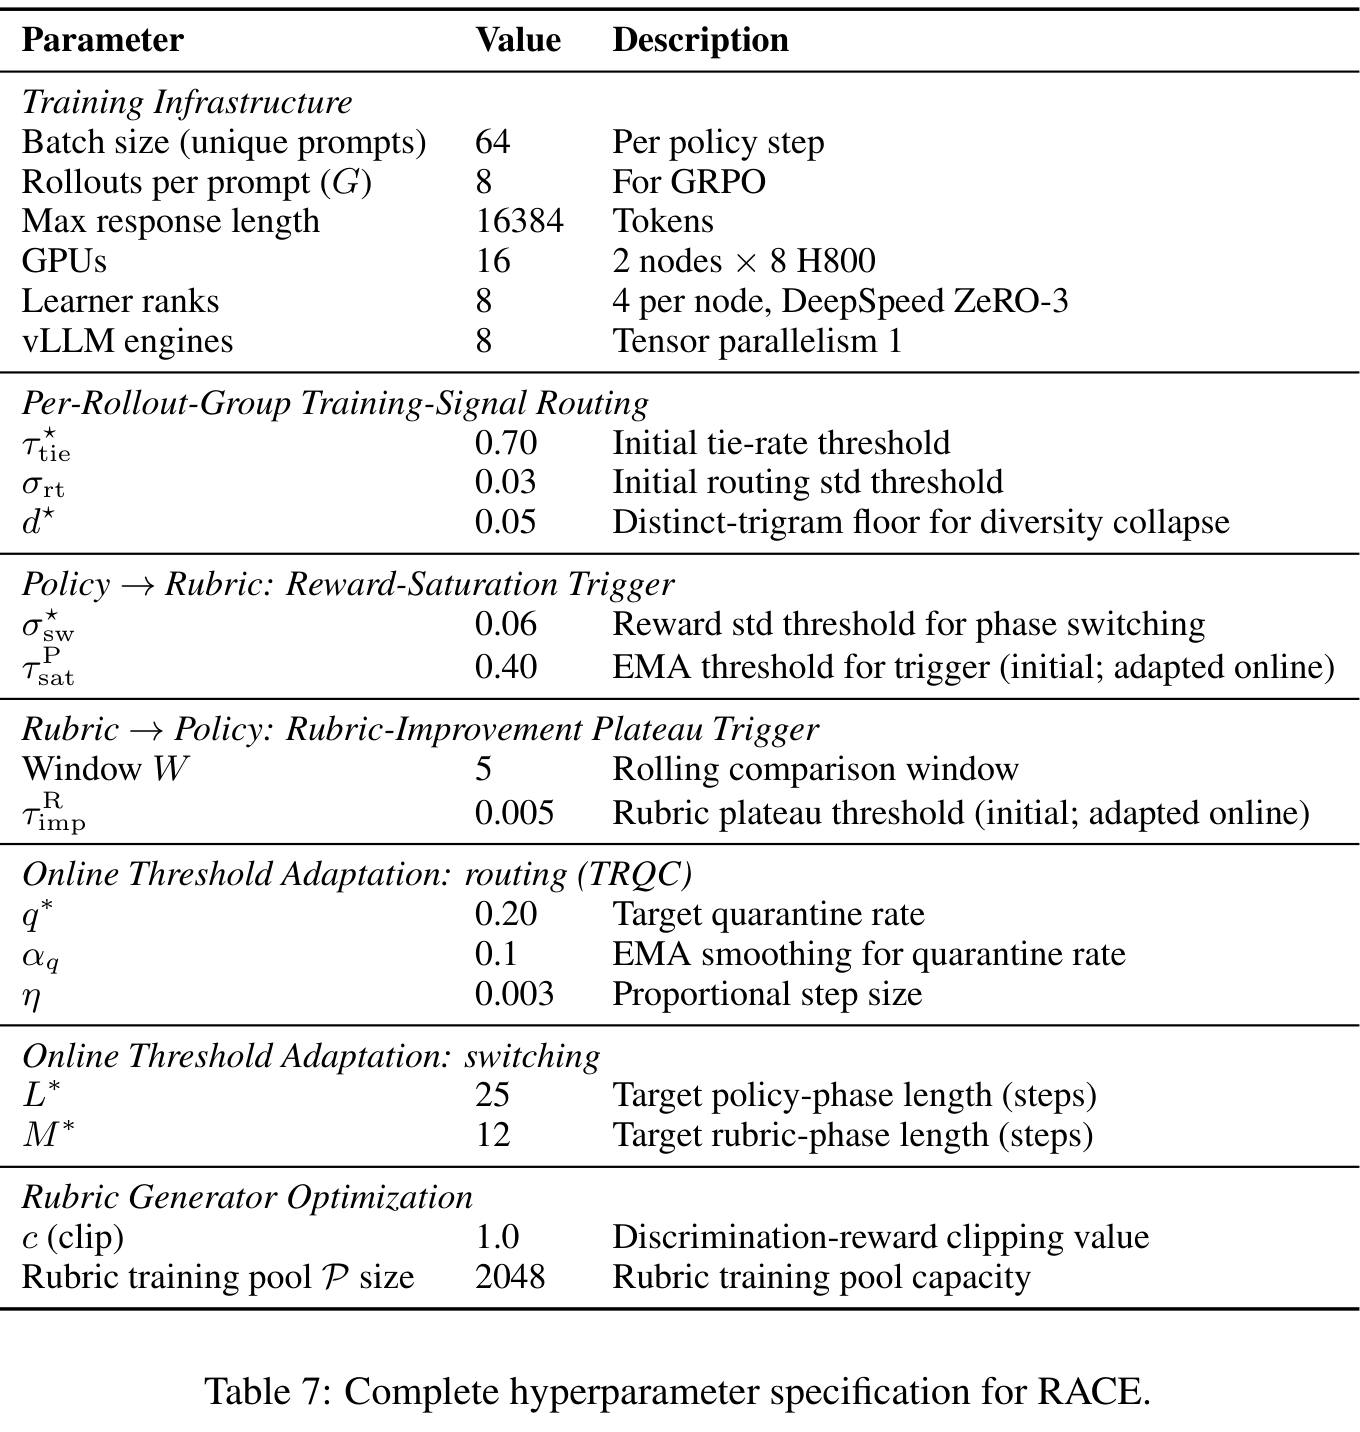 Parameter Value Description
Training Infrastructure
Batch size (unique prompts) 64 Per policy step
Rollouts per prompt (G) 8 For GRPO
Max response length 16384 Tokens
GPUs 16 2 nodes × 8 H800
Learner ranks 8 4 per node, DeepSpeed ZeRO-3
vLLM engines 8 Tensor parallelism 1
Per-Rollout-Group Training-Signal Routing
τ⋆tie 0.70 Initial tie-rate threshold
σrt 0.03 Initial routing std threshold
d⋆ 0.05 Distinct-trigram floor for diversity collapse
Policy → Rubric: Reward-Saturation Trigger
σ⋆sw 0.06 Reward std threshold for phase switching
τPsat 0.40 EMA threshold for trigger (initial; adapted online)
Rubric → Policy: Rubric-Improvement Plateau Trigger
Window W 5 Rolling comparison window
τRimp 0.005 Rubric plateau threshold (initial; adapted online)
Online Threshold Adaptation: routing (TRQC)
q* 0.20 Target quarantine rate
αq 0.1 EMA smoothing for quarantine rate
η 0.003 Proportional step size
Online Threshold Adaptation: switching
L* 25 Target policy-phase length (steps)
M* 12 Target rubric-phase length (steps)
Rubric Generator Optimization
c (clip) 1.0 Discrimination-reward clipping value
Rubric training pool P size 2048 Rubric training pool capacity
Table 7: Complete hyperparameter specification for RACE.